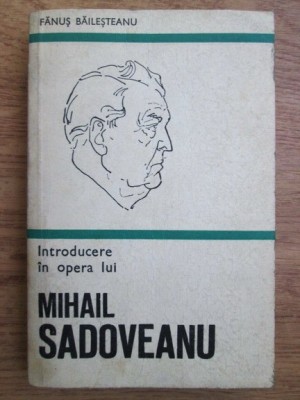 FĂNUȘ BĂILEȘTEANU
Introducere
în opera lui
MIHAIL
SADOVEANU